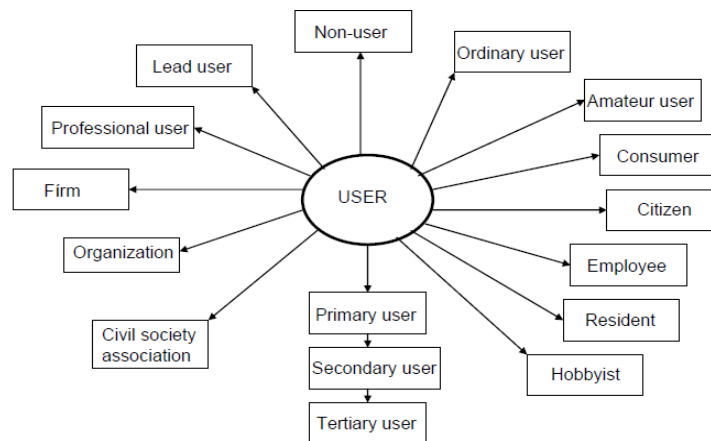 Non-user
Ordinary user
Lead user
Amateur user
Professional user
Consumer
Firm
USER
Citizen
Organization
Employee
Primary user
Resident
Civil society
association
Secondary user
Hobbyist
Tertiary user